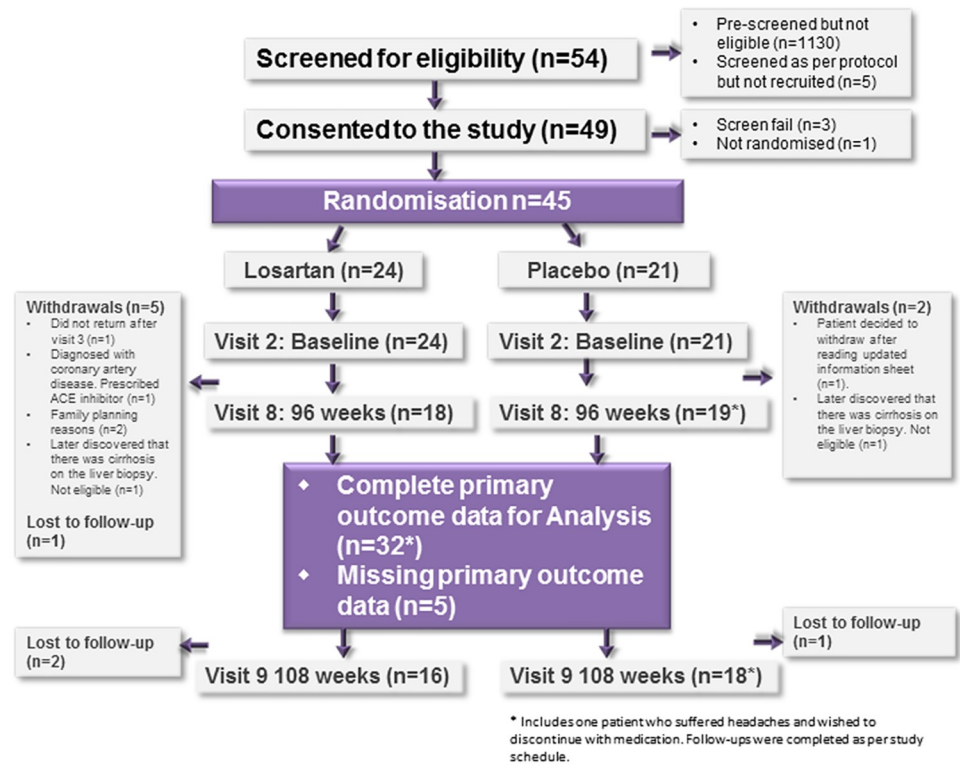 Screened for eligibility (n=54)
• Pre-screened but not
eligible (n=1130)
• Screened as per protocol
but not recruited (n=5)
Consented to the study (n=49)
• Screen fail (n=3)
• Not randomised (n=1)
Randomisation n=45
Losartan (n=24)
Placebo (n=21)
Withdrawals (n=5)
• Did not return after
visit 3 (n=1)
• Diagnosed with
coronary artery
disease. Prescribed
ACE inhibitor (n=1)
• Family planning
reasons (n=2)
• Later discovered that
there was cirrhosis
on the liver biopsy.
Not eligible (n=1)
Lost to follow-up
(n=1)
Visit 2: Baseline (n=24)
Visit 2: Baseline (n=21)
Withdrawals (n=2)
• Patient decided to
withdraw after
reading updated
information sheet
(n=1).
• Later discovered that
there was cirrhosis on
the liver biopsy. Not
eligible (n=1)
Visit 8: 96 weeks (n=18)
Visit 8: 96 weeks (n=19*)
◆ Complete primary
outcome data for Analysis
(n=32*)
◆ Missing primary outcome
data (n=5)
Lost to follow-up
(n=2)
Lost to follow-up
(n=1)
Visit 9 108 weeks (n=16)
Visit 9 108 weeks (n=18*)
* Includes one patient who suffered headaches and wished to
discontinue with medication. Follow-ups were completed as per study
schedule.